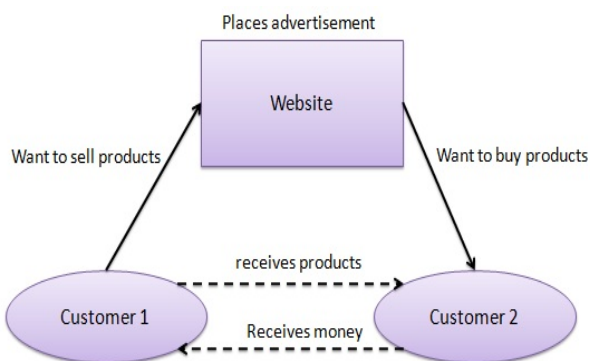 Places advertisement
Website
Want to sell products
Want to buy products
receives products
Customer 1
Customer 2
Receives money